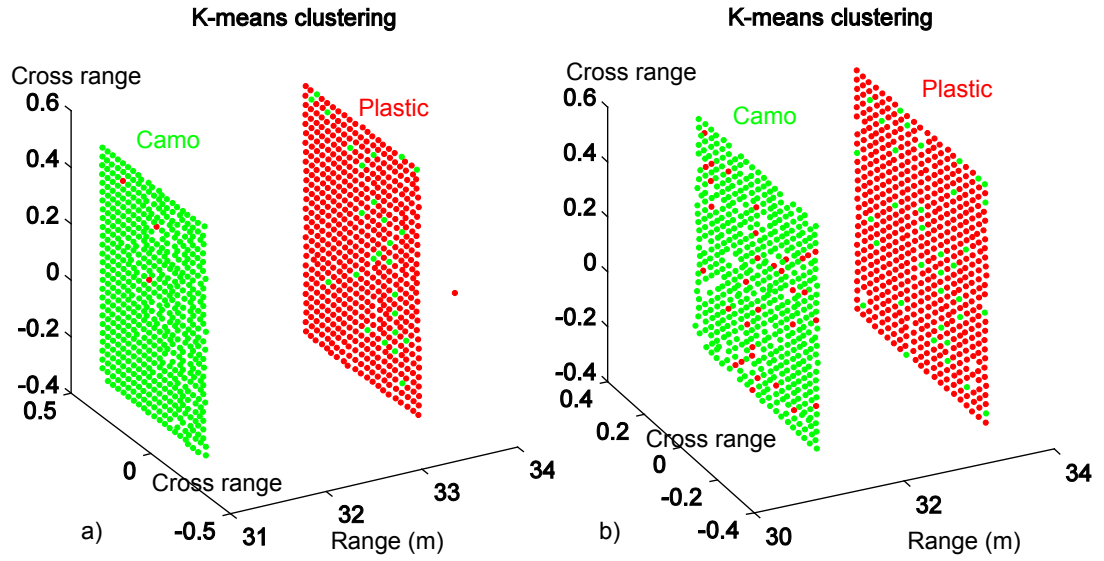 K-means clustering
Cross range
0.6
0.4
0.2
0
-0.2
-0.4
0.5
0
-0.5
Cross range
31
32
33
34
Range (m)
Camo
Plastic
a)
K-means clustering
Cross range
0.6
0.4
0.2
0
-0.2
-0.4
0.4
0.2
0
-0.2
-0.4
Cross range
30
32
34
Range (m)
Camo
Plastic
b)